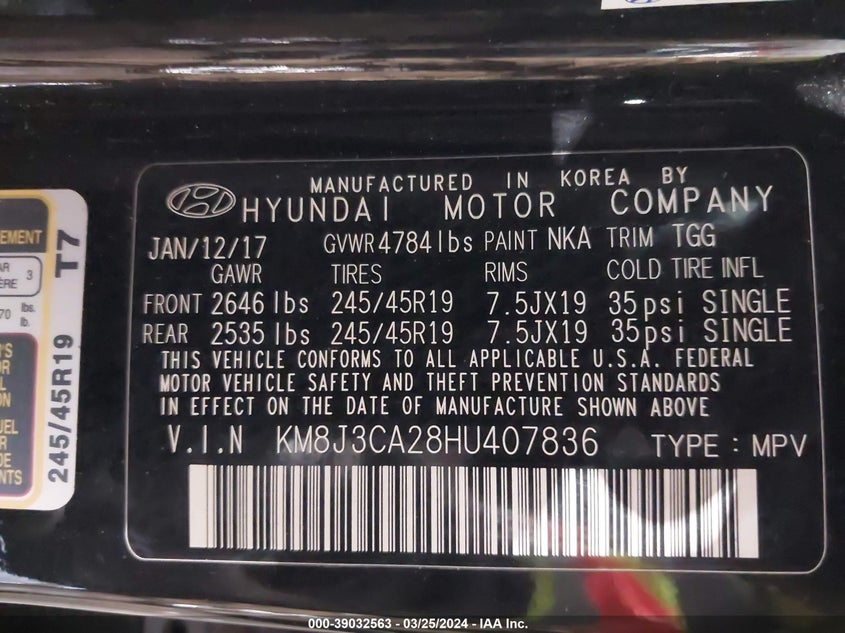 MANUFACTURED IN KOREA BY
HYUNDAI MOTOR COMPANY
JAN/12/17 GVWR 4784 lbs PAINT NKA TRIM TGG
GAWR TIRES RIMS COLD TIRE INFL
FRONT 2646 lbs 245/45R19 7.5JX19 35psi SINGLE
REAR 2535 lbs 245/45R19 7.5JX19 35psi SINGLE
THIS VEHICLE CONFORMS TO ALL APPLICABLE U.S.A. FEDERAL
MOTOR VEHICLE SAFETY AND THEFT PREVENTION STANDARDS
IN EFFECT ON THE DATE OF MANUFACTURE SHOWN ABOVE
V.I.N KM8J3CA28HU407836 TYPE : MPV
245/45R19 T7
3
000-39032563 - 03/25/2024 - IAA Inc.